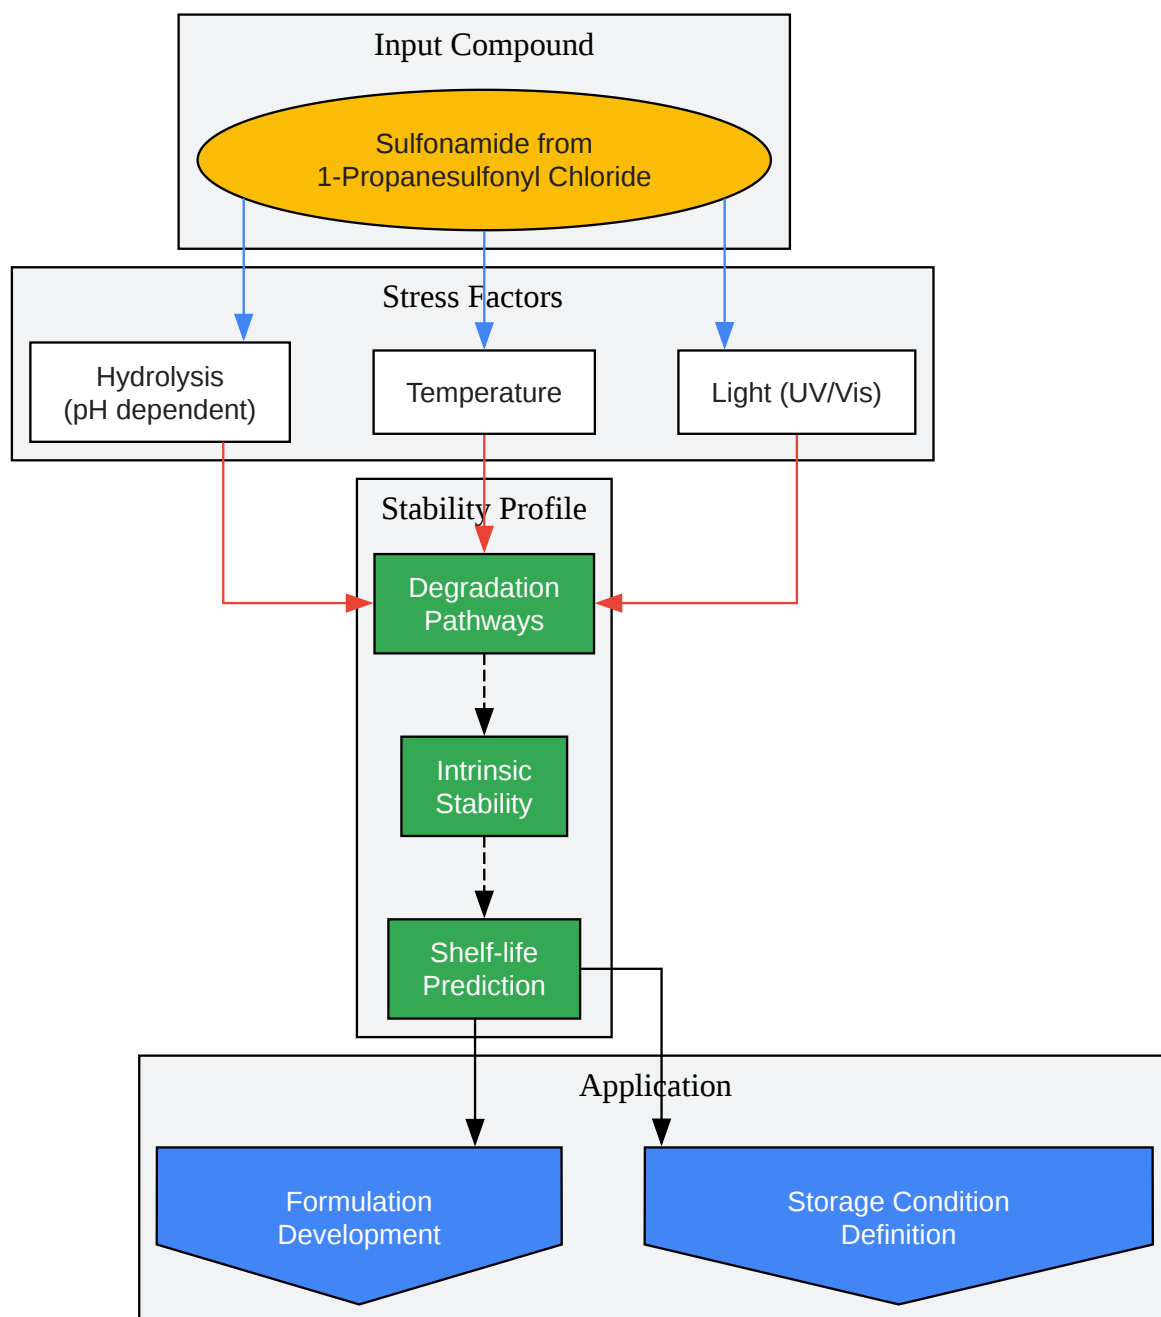 Input Compound
Sulfonamide from
1-Propanesulfonyl Chloride
Stress Factors
Hydrolysis
(pH dependent)
Temperature
Light (UV/Vis)
Stability Profile
Degradation
Pathways
Intrinsic
Stability
Shelf-life
Prediction
Application
Formulation
Development
Storage Condition
Definition